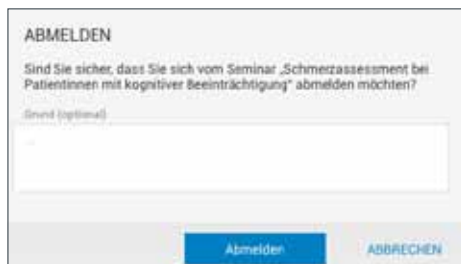 ABMELDEN
Sind Sie sicher, dass Sie sich vom Seminar „Schmerzassessment bei
Patientinnen mit kognitiver Beeinträchtigung“ abmelden möchten?
Grund (optional)
Abmelden
ABBRECHEN